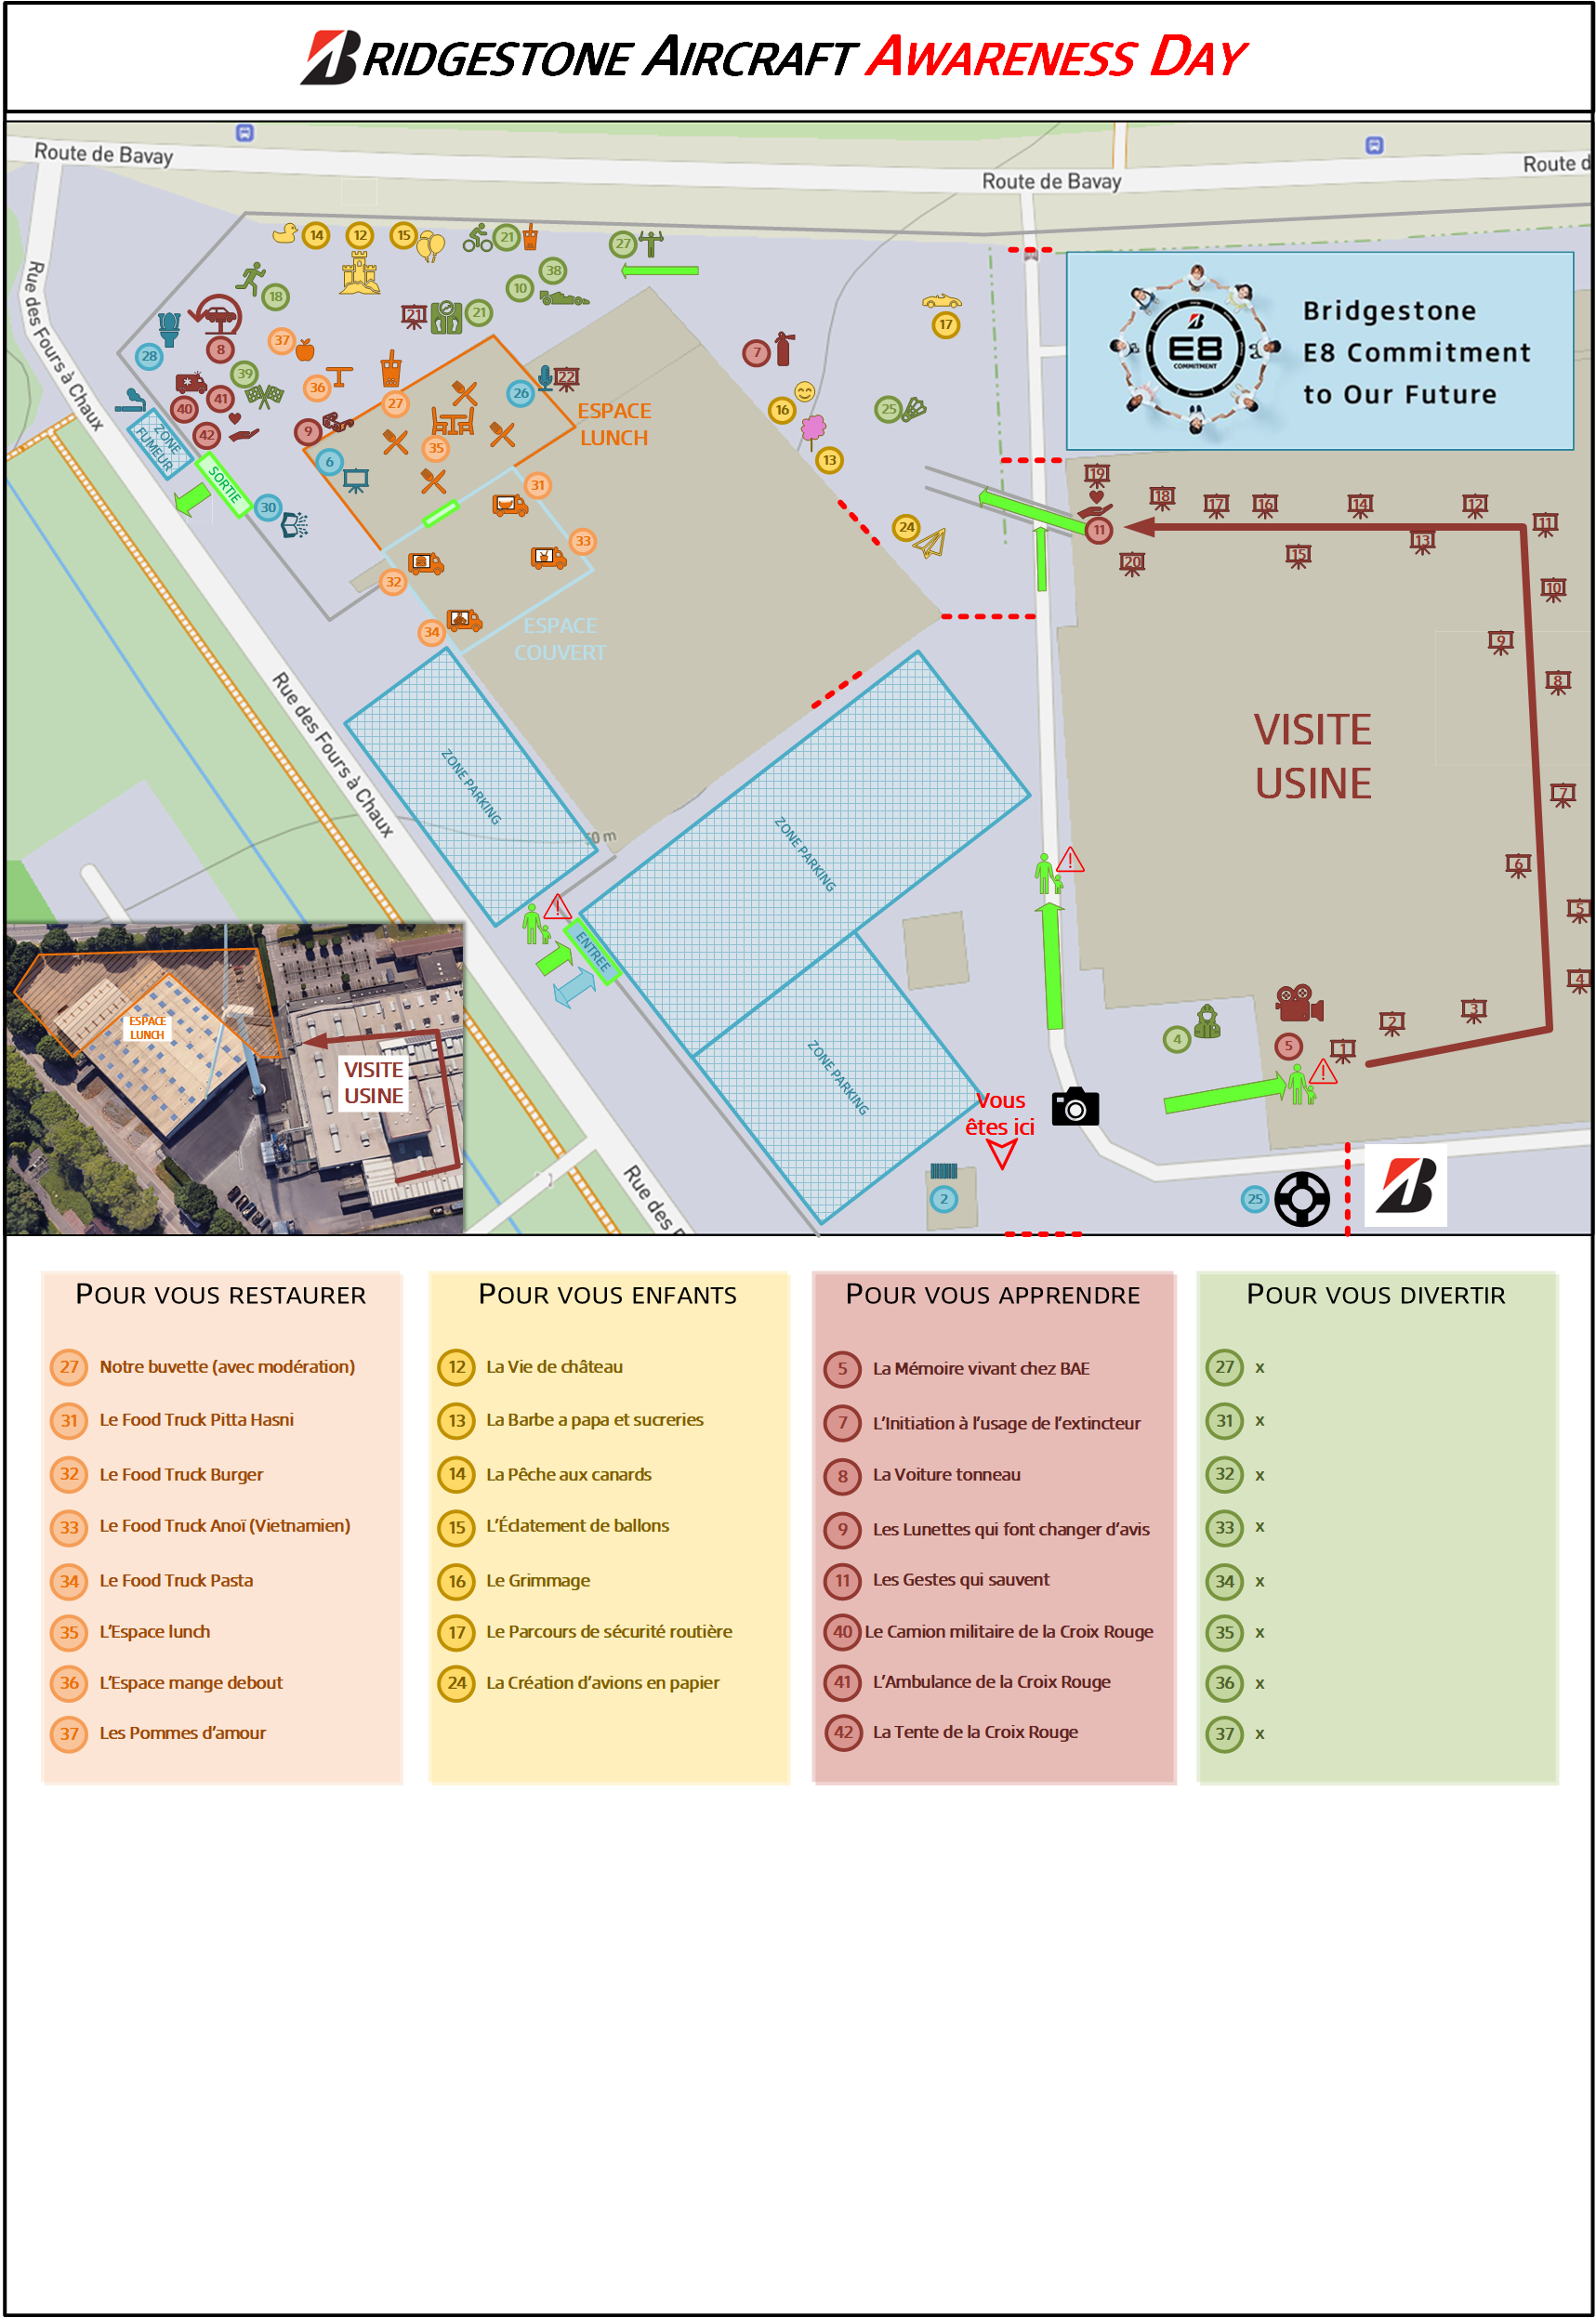 BRIDGESTONE AIRCRAFT AWARENESS DAY
Route de Bavay
Route de Bavay
Route d
Rue des Fours à Chaux
14
12
15
21
27
38
10
18
21
21
28
8
37
39
36
27
40
41
42
9
26
22
35
6
ESPACE
LUNCH
ZONE
FUMEUR
SORTIE
30
31
33
32
34
ESPACE
COUVERT
17
7
16
25
13
24
E8
COMMITMENT
Bridgestone
E8 Commitment
to Our Future
19
18
17
16
14
12
11
11
13
15
20
10
9
8
7
6
5
4
3
2
1
VISITE
USINE
Rue des Fours à Chaux
ZONE PARKING
ZONE PARKING
ZONE PARKING
ENTREE
4
5
Vous
êtes ici
2
25
ESPACE
LUNCH
VISITE
USINE
Rue des
POUR VOUS RESTAURER
27 Notre buvette (avec modération)
31 Le Food Truck Pitta Hasni
32 Le Food Truck Burger
33 Le Food Truck Anoï (Vietnamien)
34 Le Food Truck Pasta
35 L'Espace lunch
36 L'Espace mange debout
37 Les Pommes d'amour
POUR VOUS ENFANTS
12 La Vie de château
13 La Barbe a papa et sucreries
14 La Pêche aux canards
15 L'Éclatement de ballons
16 Le Grimmage
17 Le Parcours de sécurité routière
24 La Création d'avions en papier
POUR VOUS APPRENDRE
5 La Mémoire vivant chez BAE
7 L'Initiation à l'usage de l'extincteur
8 La Voiture tonneau
9 Les Lunettes qui font changer d'avis
11 Les Gestes qui sauvent
40 Le Camion militaire de la Croix Rouge
41 L'Ambulance de la Croix Rouge
42 La Tente de la Croix Rouge
POUR VOUS DIVERTIR
27 x
31 x
32 x
33 x
34 x
35 x
36 x
37 x